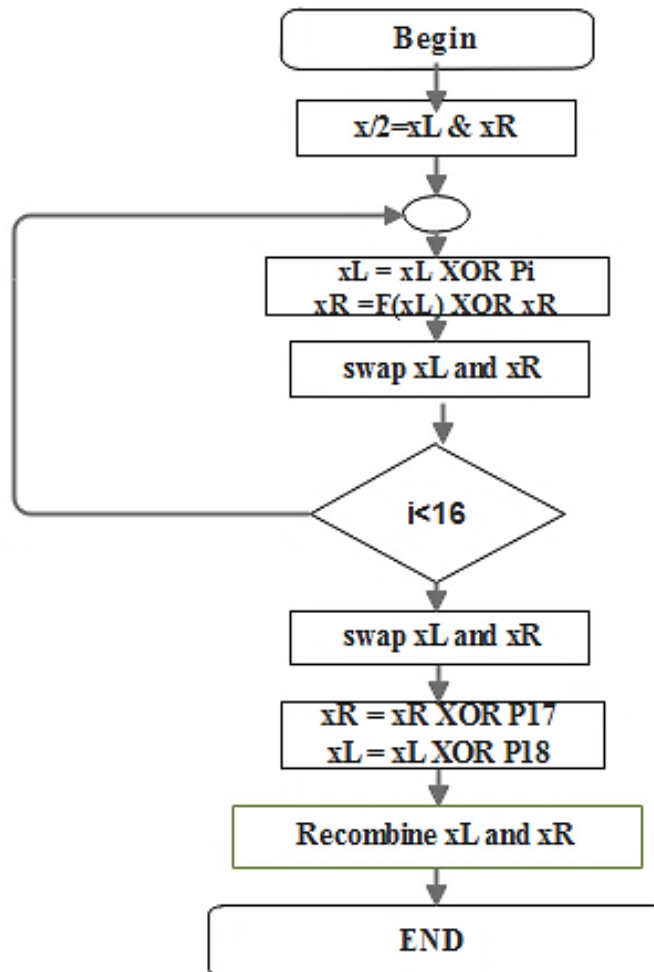 Begin
x/2=xL & xR
xL = xL XOR Pi
xR =F(xL) XOR xR
swap xL and xR
i<16
swap xL and xR
xR = xR XOR P17
xL = xL XOR P18
Recombine xL and xR
END